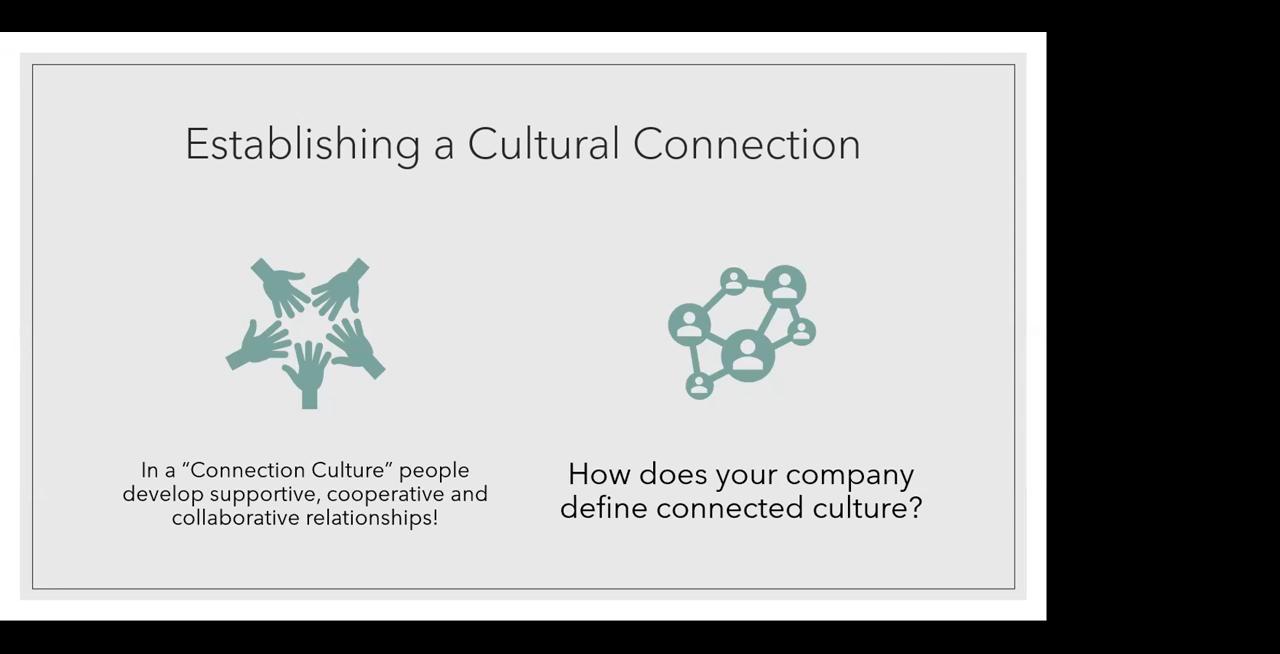 Establishing a Cultural Connection
In a “Connection Culture” people
develop supportive, cooperative and
collaborative relationships!
How does your company
define connected culture?